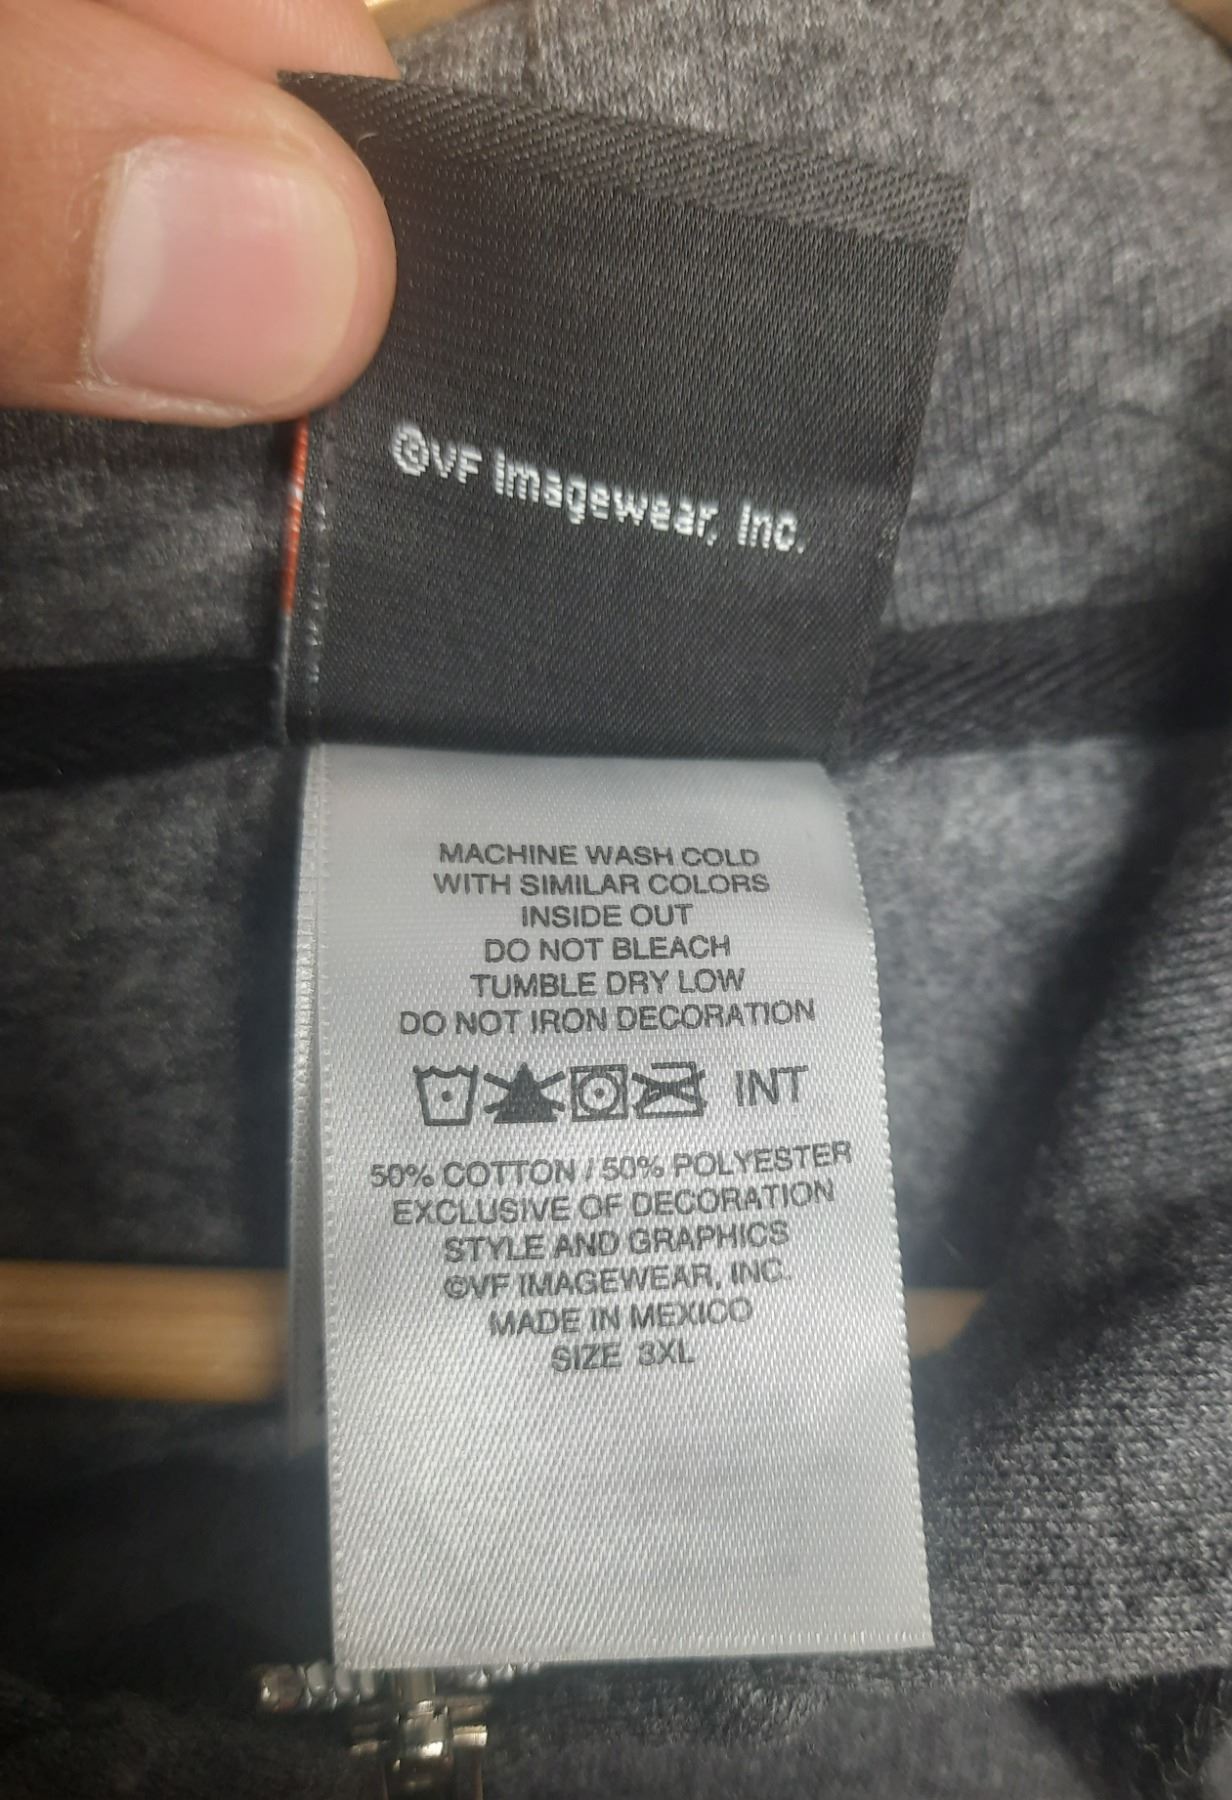 ©VF Imagewear, Inc.
MACHINE WASH COLD
WITH SIMILAR COLORS
INSIDE OUT
DO NOT BLEACH
TUMBLE DRY LOW
DO NOT IRON DECORATION
INT
50% COTTON / 50% POLYESTER
EXCLUSIVE OF DECORATION
STYLE AND GRAPHICS
©VF IMAGEWEAR, INC.
MADE IN MEXICO
SIZE 3XL